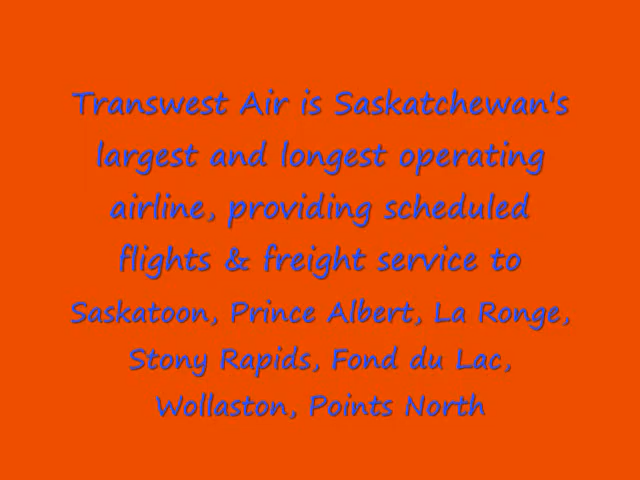 Transwest Air is Saskatchewan's
largest and longest operating
airline, providing scheduled
flights & freight service to
Saskatoon, Prince Albert, La Ronge,
Stony Rapids, Fond du Lac,
Wollaston, Points North